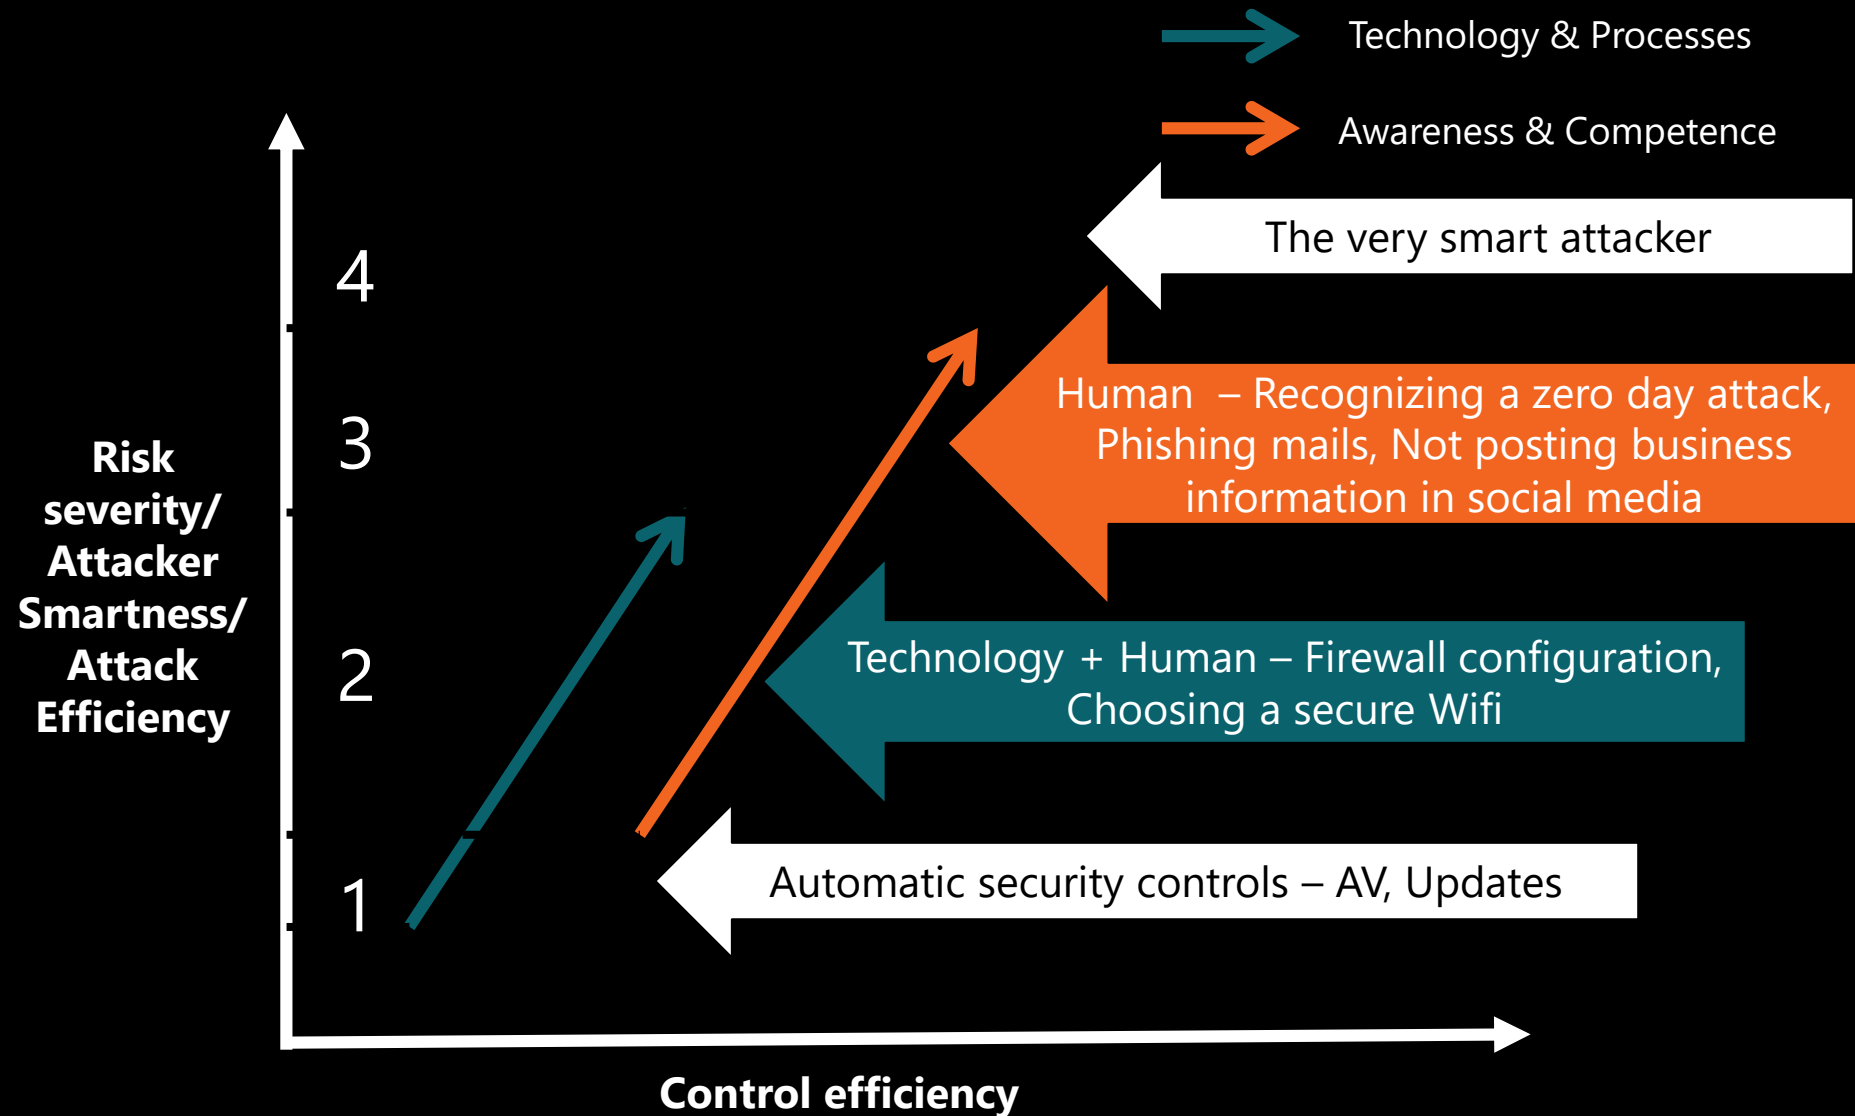 Technology & Processes
Awareness & Competence
The very smart attacker
4
Human – Recognizing a zero day attack,
Phishing mails, Not posting business
information in social media
3
Risk
severity/
Attacker
Smartness/
Attack
Efficiency
Technology + Human – Firewall configuration,
Choosing a secure Wifi
2
Automatic security controls – AV, Updates
1
Control efficiency